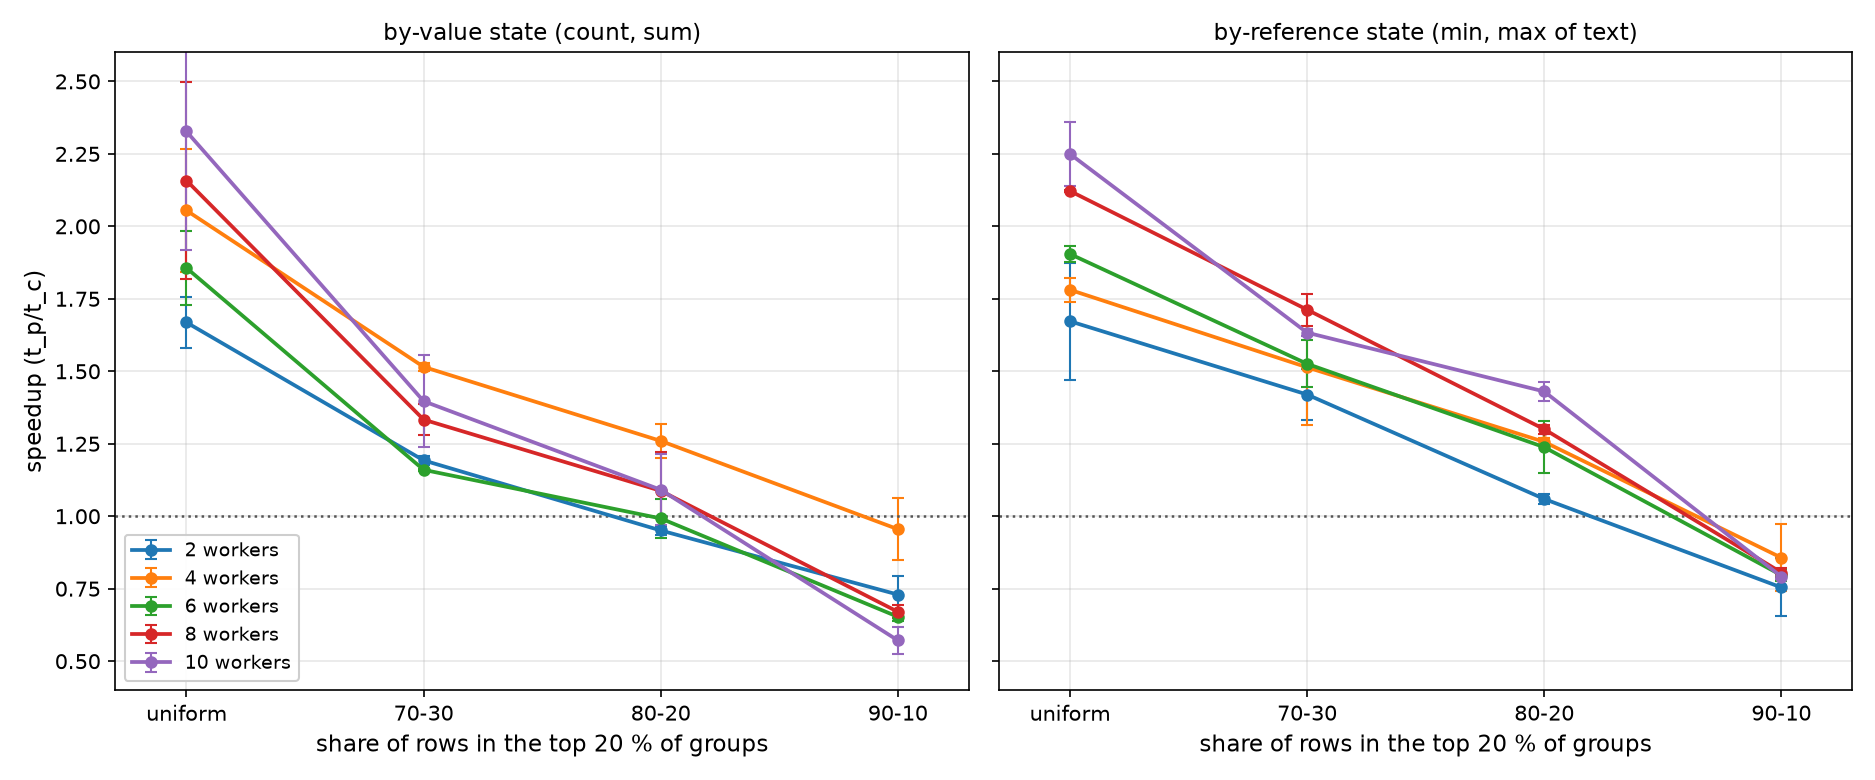 by-value state (count, sum)
by-reference state (min, max of text)
speedup (t_p/t_c)
2.50
2.25
2.00
1.75
1.50
1.25
1.00
0.75
0.50
2 workers
4 workers
6 workers
8 workers
10 workers
uniform
70-30
80-20
90-10
share of rows in the top 20 % of groups
uniform
70-30
80-20
90-10
share of rows in the top 20 % of groups